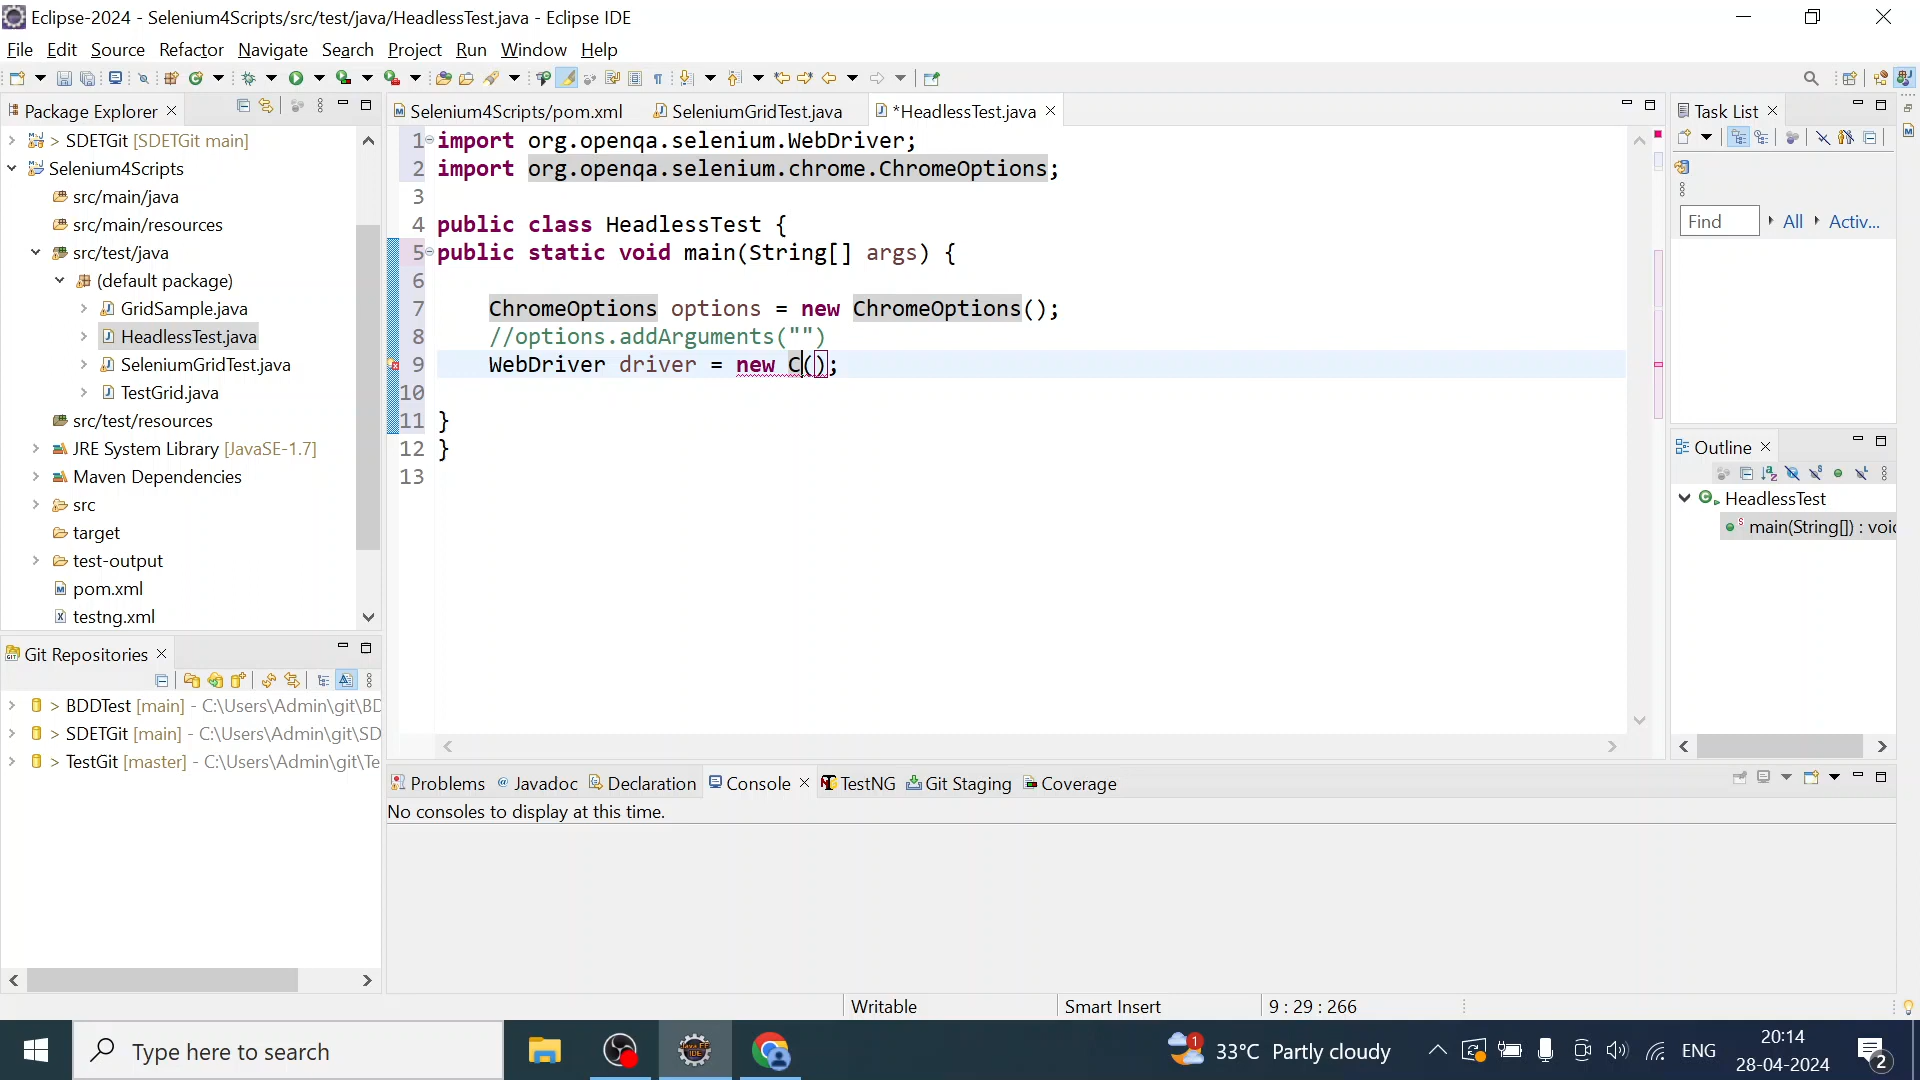 Eclipse-2024 - Selenium4Scripts/src/test/java/HeadlessTest.java - Eclipse IDE
File Edit Source Refactor Navigate Search Project Run Window Help
Package Explorer
> SDETGit [SDETGit main]
Selenium4Scripts
src/main/java
src/main/resources
src/test/java
(default package)
GridSample.java
HeadlessTest.java
SeleniumGridTest.java
TestGrid.java
src/test/resources
JRE System Library [JavaSE-1.7]
Maven Dependencies
src
target
test-output
pom.xml
testng.xml
Git Repositories
> BDDTest [main] - C:\Users\Admin\git\BD
> SDETGit [main] - C:\Users\Admin\git\SD
> TestGit [master] - C:\Users\Admin\git\Te
Selenium4Scripts/pom.xml SeleniumGridTest.java *HeadlessTest.java
1 import org.openqa.selenium.WebDriver;
2 import org.openqa.selenium.chrome.ChromeOptions;
3
4 public class HeadlessTest {
5 public static void main(String[] args) {
6
7 ChromeOptions options = new ChromeOptions();
8 //options.addArguments("")
9 WebDriver driver = new C();
10
11 }
12 }
13
Task List
Find All Activ...
Outline
HeadlessTest
main(String[]) : voic
Problems @ Javadoc Declaration Console TestNG Git Staging Coverage
No consoles to display at this time.
Writable Smart Insert 9 : 29 : 266
Type here to search
1 33°C Partly cloudy ENG 20:14
28-04-2024 2